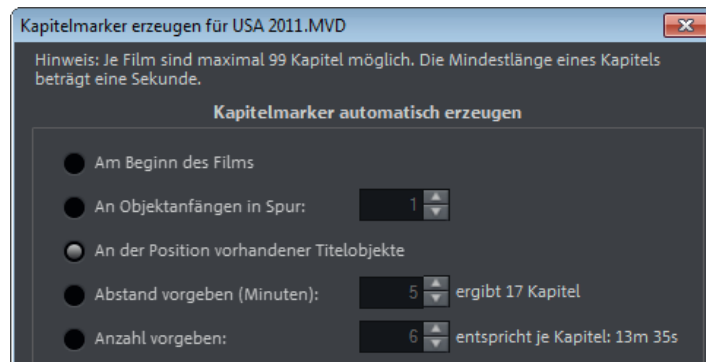 Kapitelmarker erzeugen für USA 2011.MVD
Hinweis: Je Film sind maximal 99 Kapitel möglich. Die Mindestlänge eines Kapitels
beträgt eine Sekunde.
Kapitelmarker automatisch erzeugen
Am Beginn des Films
An Objektanfängen in Spur: 1
An der Position vorhandener Titelobjekte
Abstand vorgeben (Minuten): 5 ergibt 17 Kapitel
Anzahl vorgeben: 6 entspricht je Kapitel: 13m 35s